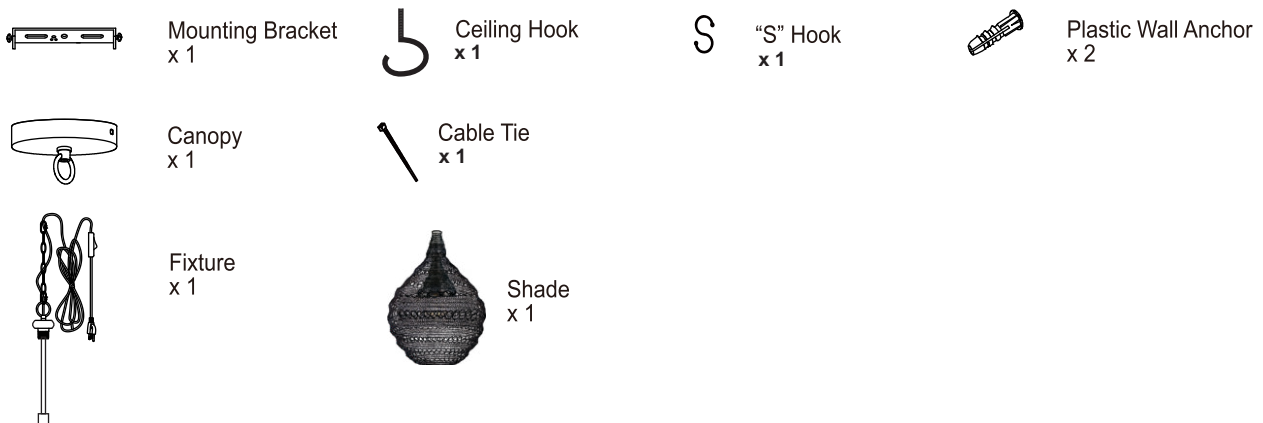 Mounting Bracket
x 1
Ceiling Hook
x 1
“S” Hook
x 1
Plastic Wall Anchor
x 2
Canopy
x 1
Cable Tie
x 1
Fixture
x 1
Shade
x 1